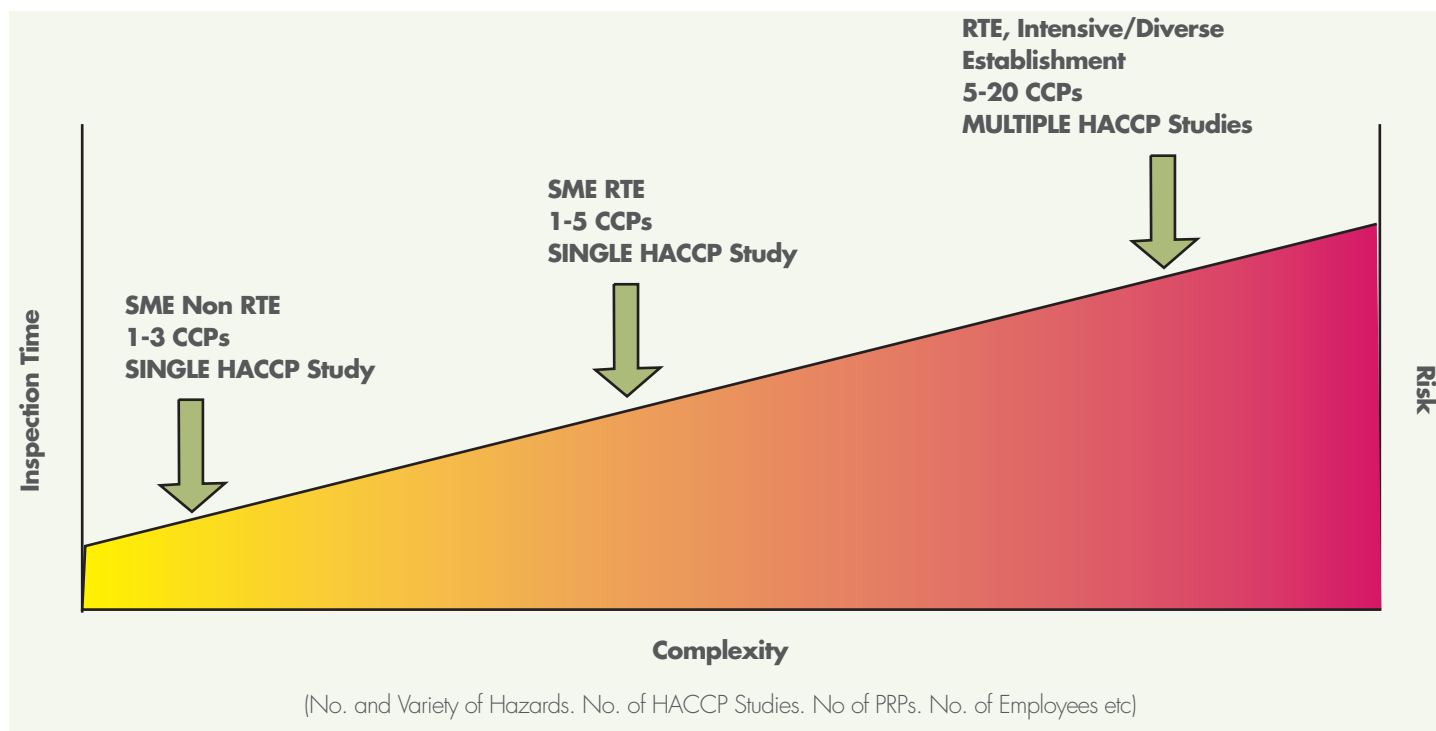 RTE, Intensive/Diverse
Establishment
5-20 CCPs
MULTIPLE HACCP Studies
SME RTE
1-5 CCPs
SINGLE HACCP Study
SME Non RTE
1-3 CCPs
SINGLE HACCP Study
Inspection Time
Risk
Complexity
(No. and Variety of Hazards. No. of HACCP Studies. No of PRPs. No. of Employees etc)